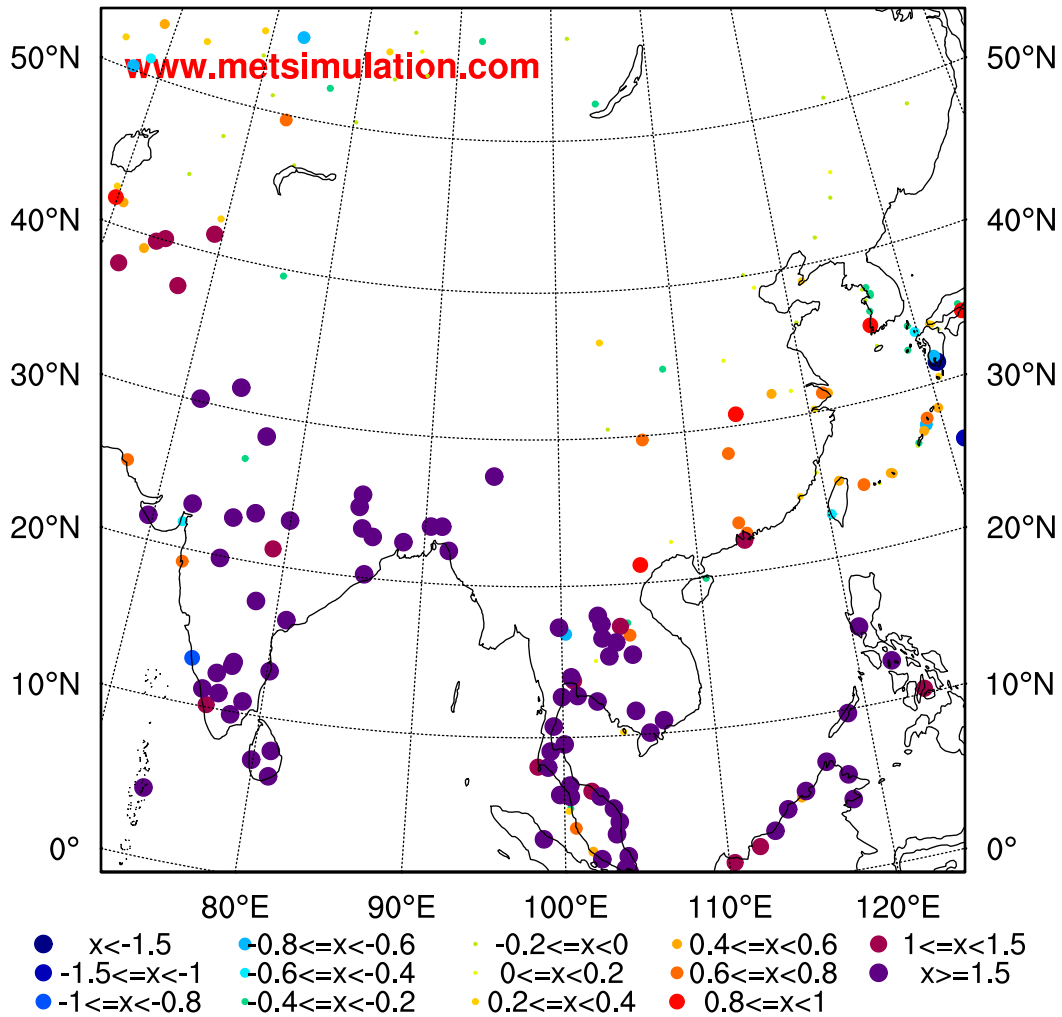 50°N 50°N
www.metsimulation.com
40°N 40°N
30°N 30°N
20°N 20°N
10°N 10°N
0° 0°
80°E 90°E 100°E 110°E 120°E
x<-1.5 -0.8<=x<-0.6 -0.2<=x<0 0.4<=x<0.6 1<=x<1.5
-1.5<=x<-1 -0.6<=x<-0.4 0<=x<0.2 0.6<=x<0.8 x>=1.5
-1<=x<-0.8 -0.4<=x<-0.2 0.2<=x<0.4 0.8<=x<1